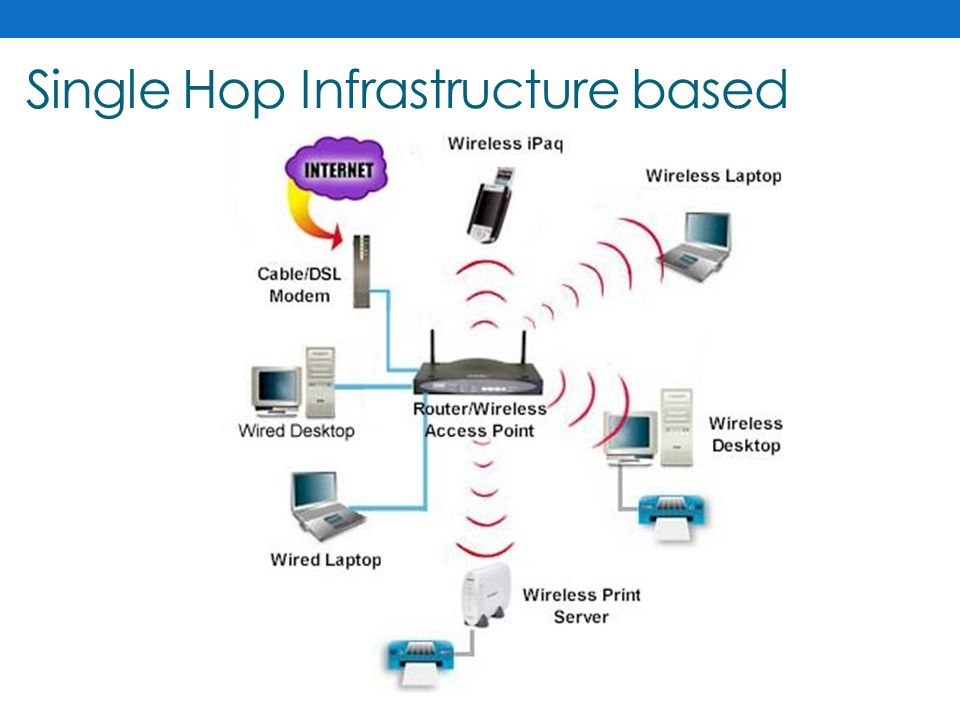 Single Hop Infrastructure based
INTERNET
Wireless iPaq
Wireless Laptop
Cable/DSL
Modem
Wired Desktop
Router/Wireless
Access Point
Wireless
Desktop
Wired Laptop
Wireless Print
Server